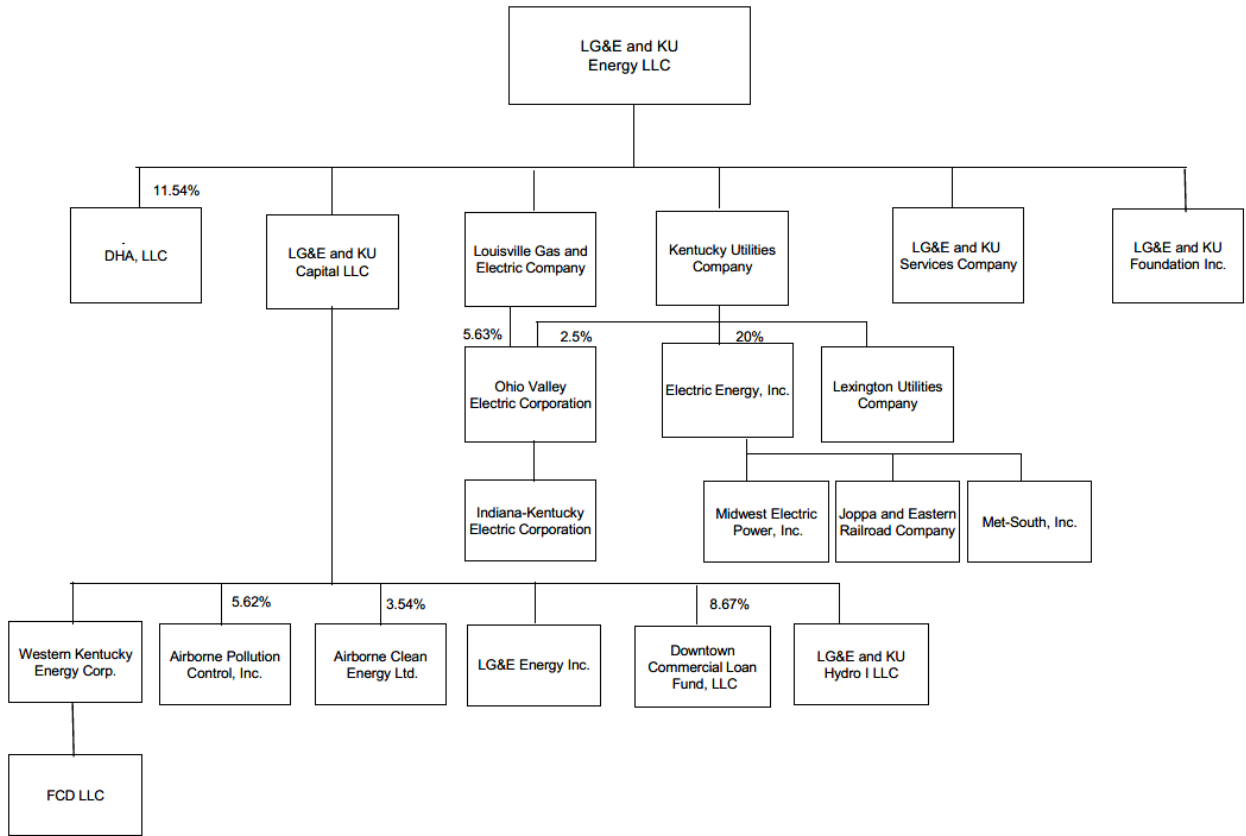 LG&E and KU
Energy LLC
11.54%
DHA, LLC
LG&E and KU
Capital LLC
Louisville Gas and
Electric Company
Kentucky Utilities
Company
LG&E and KU
Services Company
LG&E and KU
Foundation Inc.
5.63%
2.5%
20%
Ohio Valley
Electric Corporation
Electric Energy, Inc.
Lexington Utilities
Company
Indiana-Kentucky
Electric Corporation
Midwest Electric
Power, Inc.
Joppa and Eastern
Railroad Company
Met-South, Inc.
5.62%
3.54%
8.67%
Western Kentucky
Energy Corp.
Airborne Pollution
Control, Inc.
Airborne Clean
Energy Ltd.
LG&E Energy Inc.
Downtown
Commercial Loan
Fund, LLC
LG&E and KU
Hydro I LLC
FCD LLC